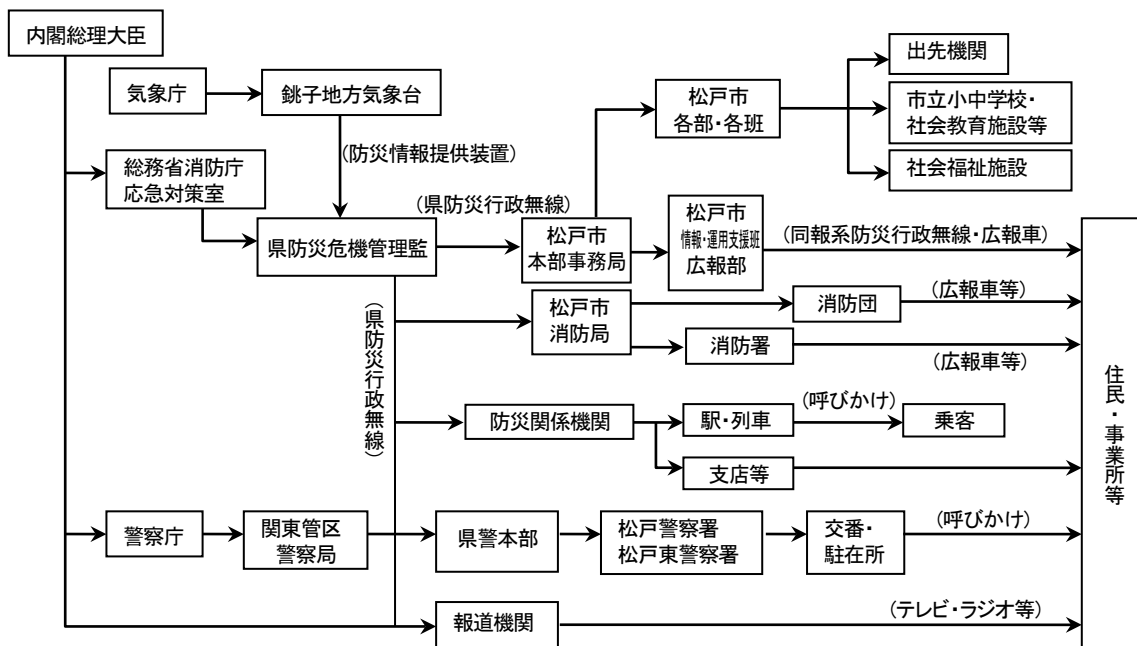 内閣総理大臣
気象庁
銚子地方気象台
(防災情報提供装置)
総務省消防庁
応急対策室
県防災危機管理監
(県防災行政無線)
松戸市
本部事務局
松戸市
各部・各班
出先機関
市立小中学校・
社会教育施設等
社会福祉施設
松戸市
情報・運用支援班
広報部
(同報系防災行政無線・広報車)
(県防災行政無線)
松戸市
消防局
消防団
(広報車等)
消防署
(広報車等)
防災関係機関
駅・列車
(呼びかけ)
乗客
支店等
警察庁
関東管区
警察局
県警本部
松戸警察署
松戸東警察署
交番・
駐在所
(呼びかけ)
報道機関
(テレビ・ラジオ等)
住民・事業所等